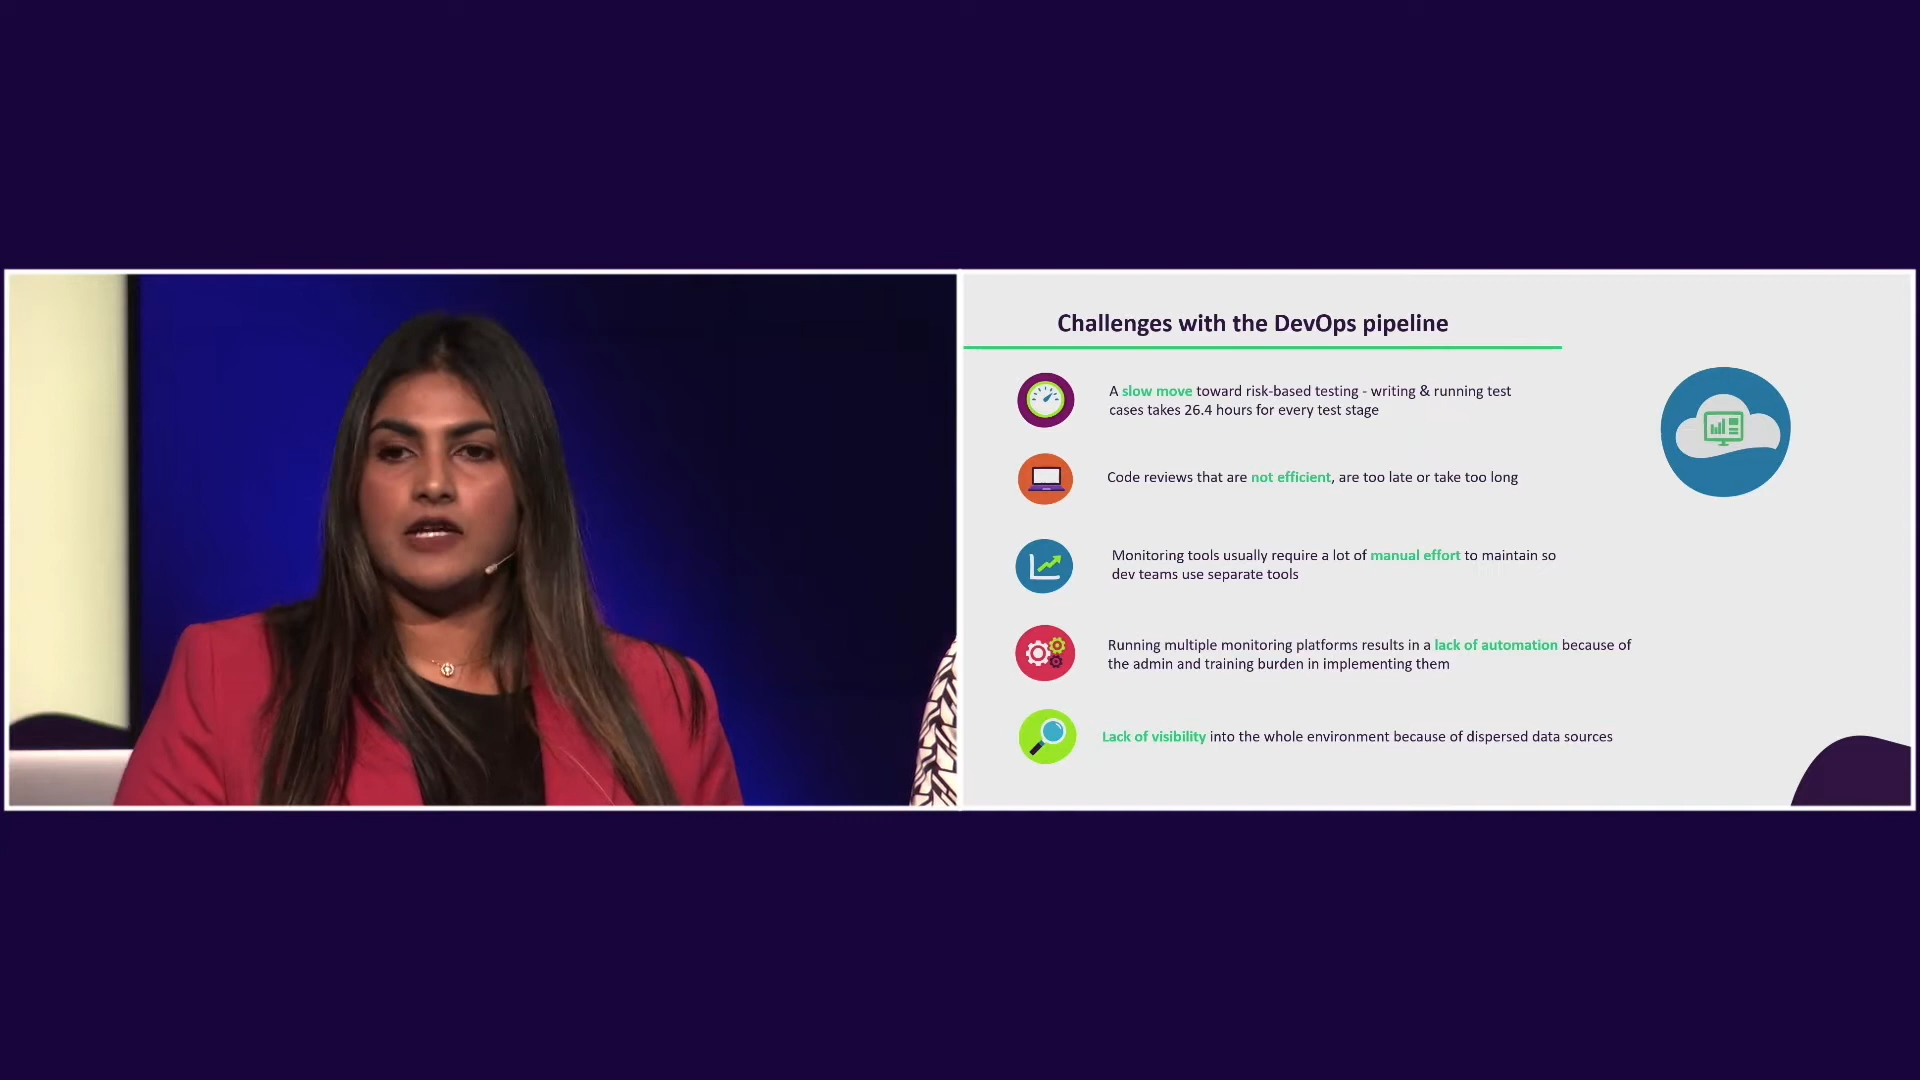 Challenges with the DevOps pipeline
A slow move toward risk-based testing - writing & running test
cases takes 26.4 hours for every test stage
Code reviews that are not efficient, are too late or take too long
Monitoring tools usually require a lot of manual effort to maintain so
dev teams use separate tools
Running multiple monitoring platforms results in a lack of automation because of
the admin and training burden in implementing them
Lack of visibility into the whole environment because of dispersed data sources